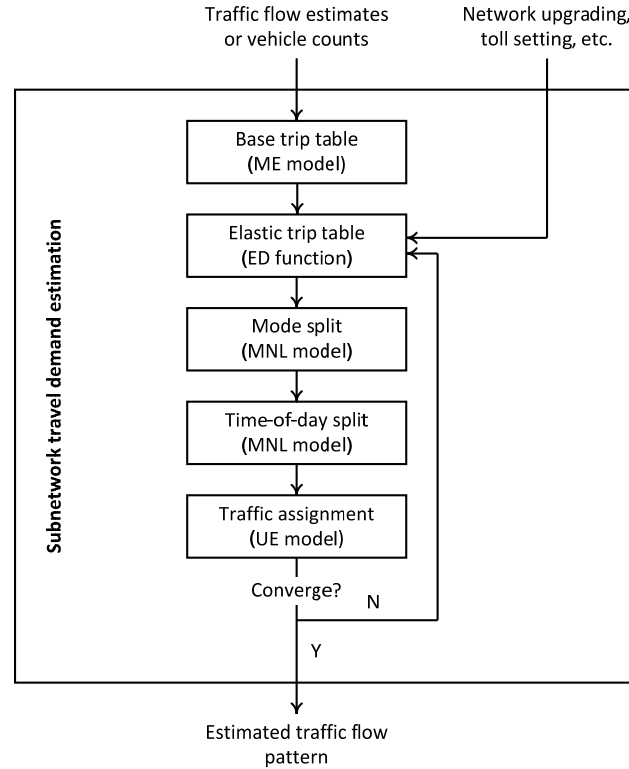 Traffic flow estimates
or vehicle counts
Network upgrading,
toll setting, etc.
Base trip table
(ME model)
Elastic trip table
(ED function)
Subnetwork travel demand estimation
Mode split
(MNL model)
Time-of-day split
(MNL model)
Traffic assignment
(UE model)
Converge?
N
Y
Estimated traffic flow
pattern